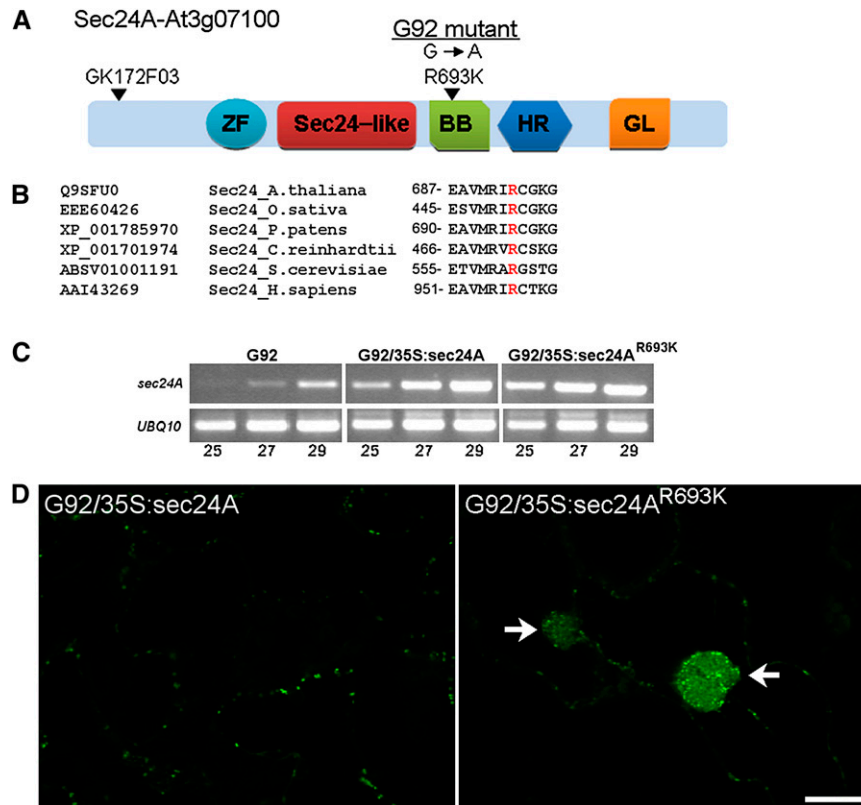 A
Sec24A-At3g07100
G92 mutant
G → A
GK172F03
R693K
ZF
Sec24-like
BB
HR
GL
B
Q9SFU0 Sec24_A.thaliana 687- EAVMRIRCGKG
EEE60426 Sec24_O.sativa 445- ESVMRIRCGKG
XP_001785970 Sec24_P.patens 690- EAVMRIRCGKG
XP_001701974 Sec24_C.reinhardtii 466- EAVMRVRCSKG
ABSV01001191 Sec24_S.cerevisiae 555- ETVMRARGSTG
AAI43269 Sec24_H.sapiens 951- EAVMRIRCTKG
C
G92 G92/35S:sec24A G92/35S:sec24A^R693K
sec24A
UBQ10
25 27 29 25 27 29 25 27 29
D
G92/35S:sec24A
G92/35S:sec24A^R693K